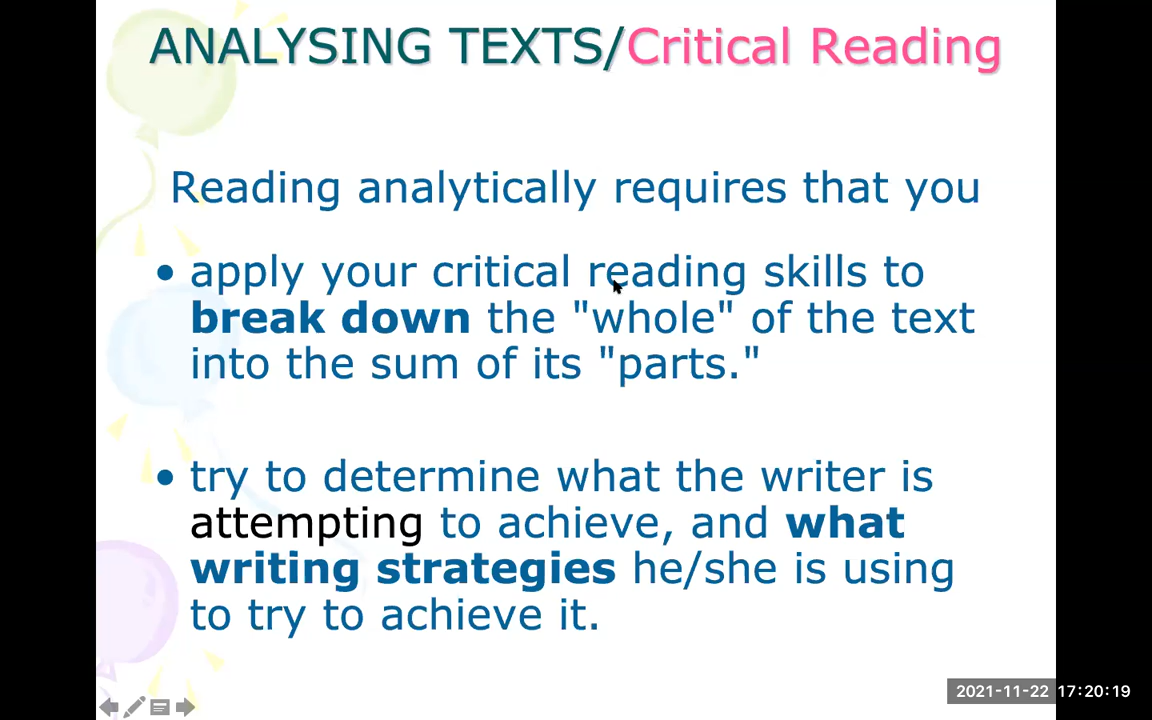 ANALYSING TEXTS/Critical Reading
Reading analytically requires that you
• apply your critical reading skills to
break down the "whole" of the text
into the sum of its "parts."
• try to determine what the writer is
attempting to achieve, and what
writing strategies he/she is using
to try to achieve it.
2021-11-22 17:20:19